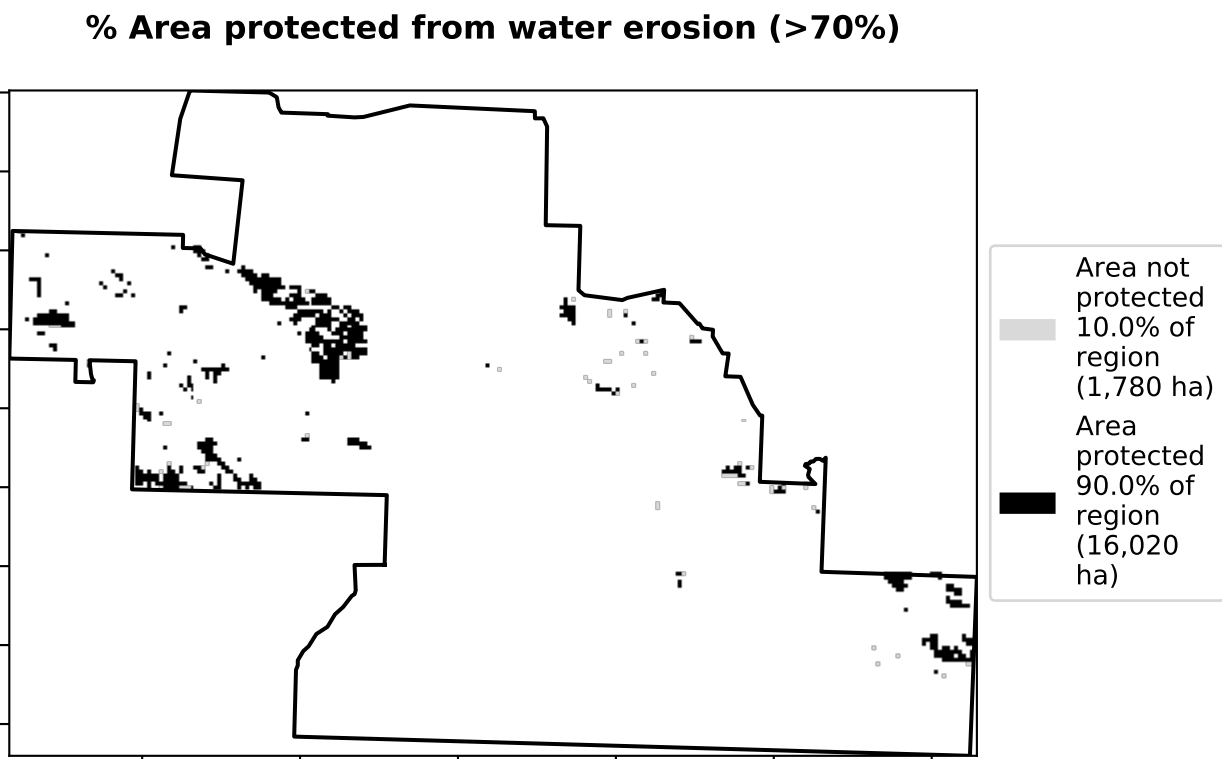 % Area protected from water erosion (>70%)
Area not
protected
10.0% of
region
(1,780 ha)
Area
protected
90.0% of
region
(16,020
ha)